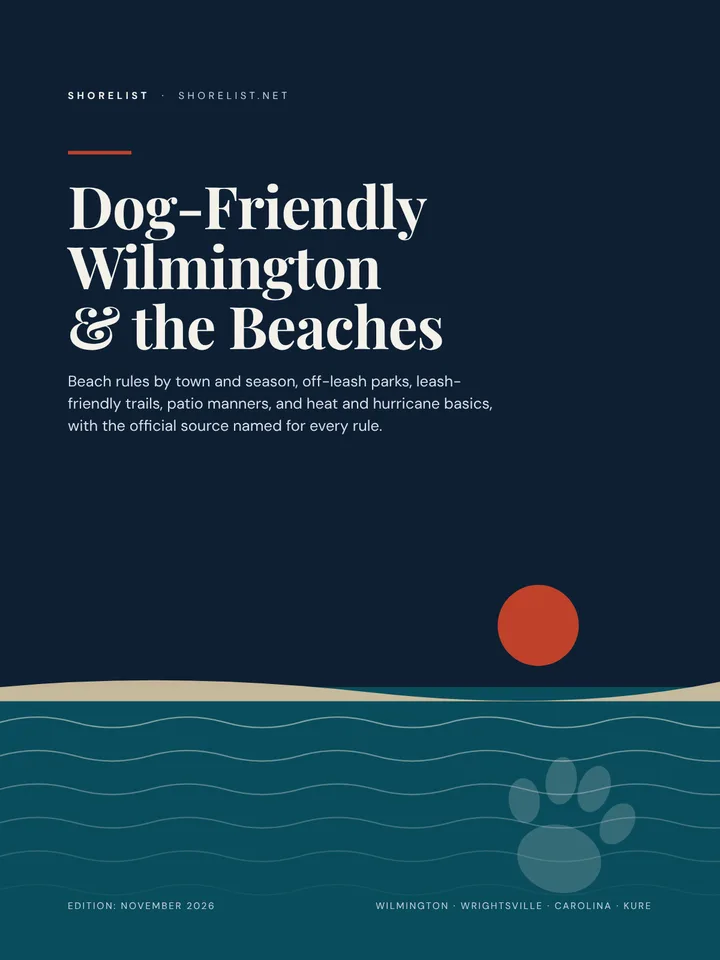 SHORELIST · SHORELIST.NET
Dog-Friendly
Wilmington
& the Beaches
Beach rules by town and season, off-leash parks, leash-
friendly trails, patio manners, and heat and hurricane basics,
with the official source named for every rule.
EDITION: NOVEMBER 2026
WILMINGTON · WRIGHTSVILLE · CAROLINA · KURE